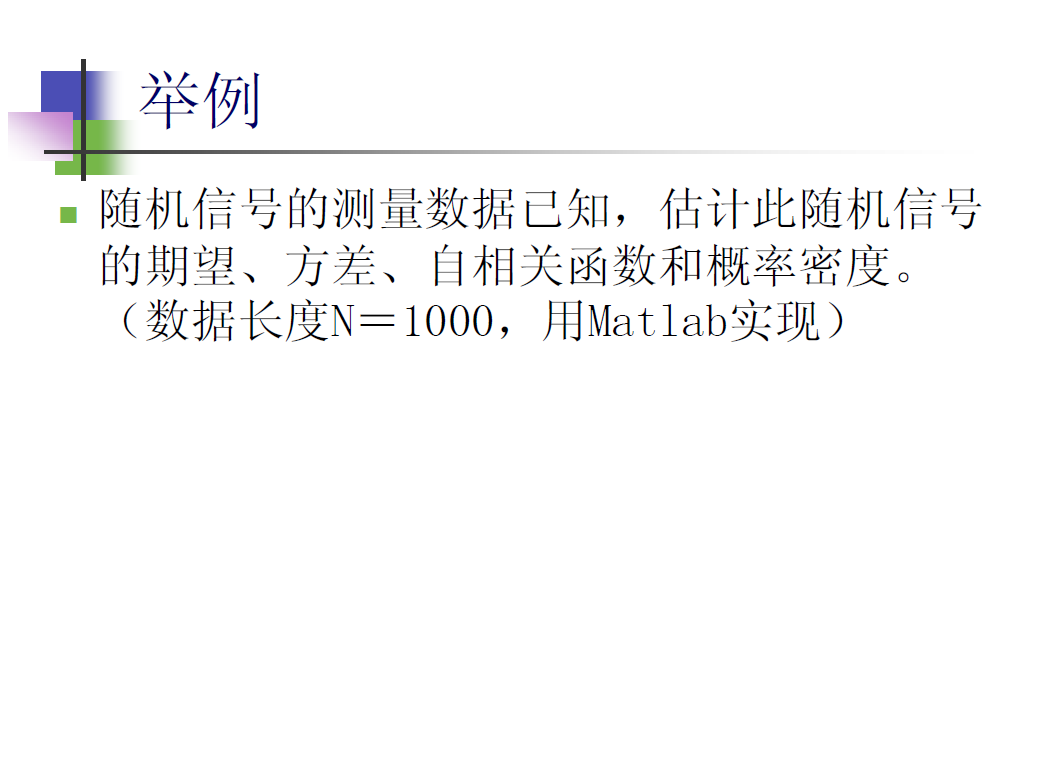 举例
随机信号的测量数据已知，估计此随机信号
的期望、方差、自相关函数和概率密度。
（数据长度N＝1000，用Matlab实现）